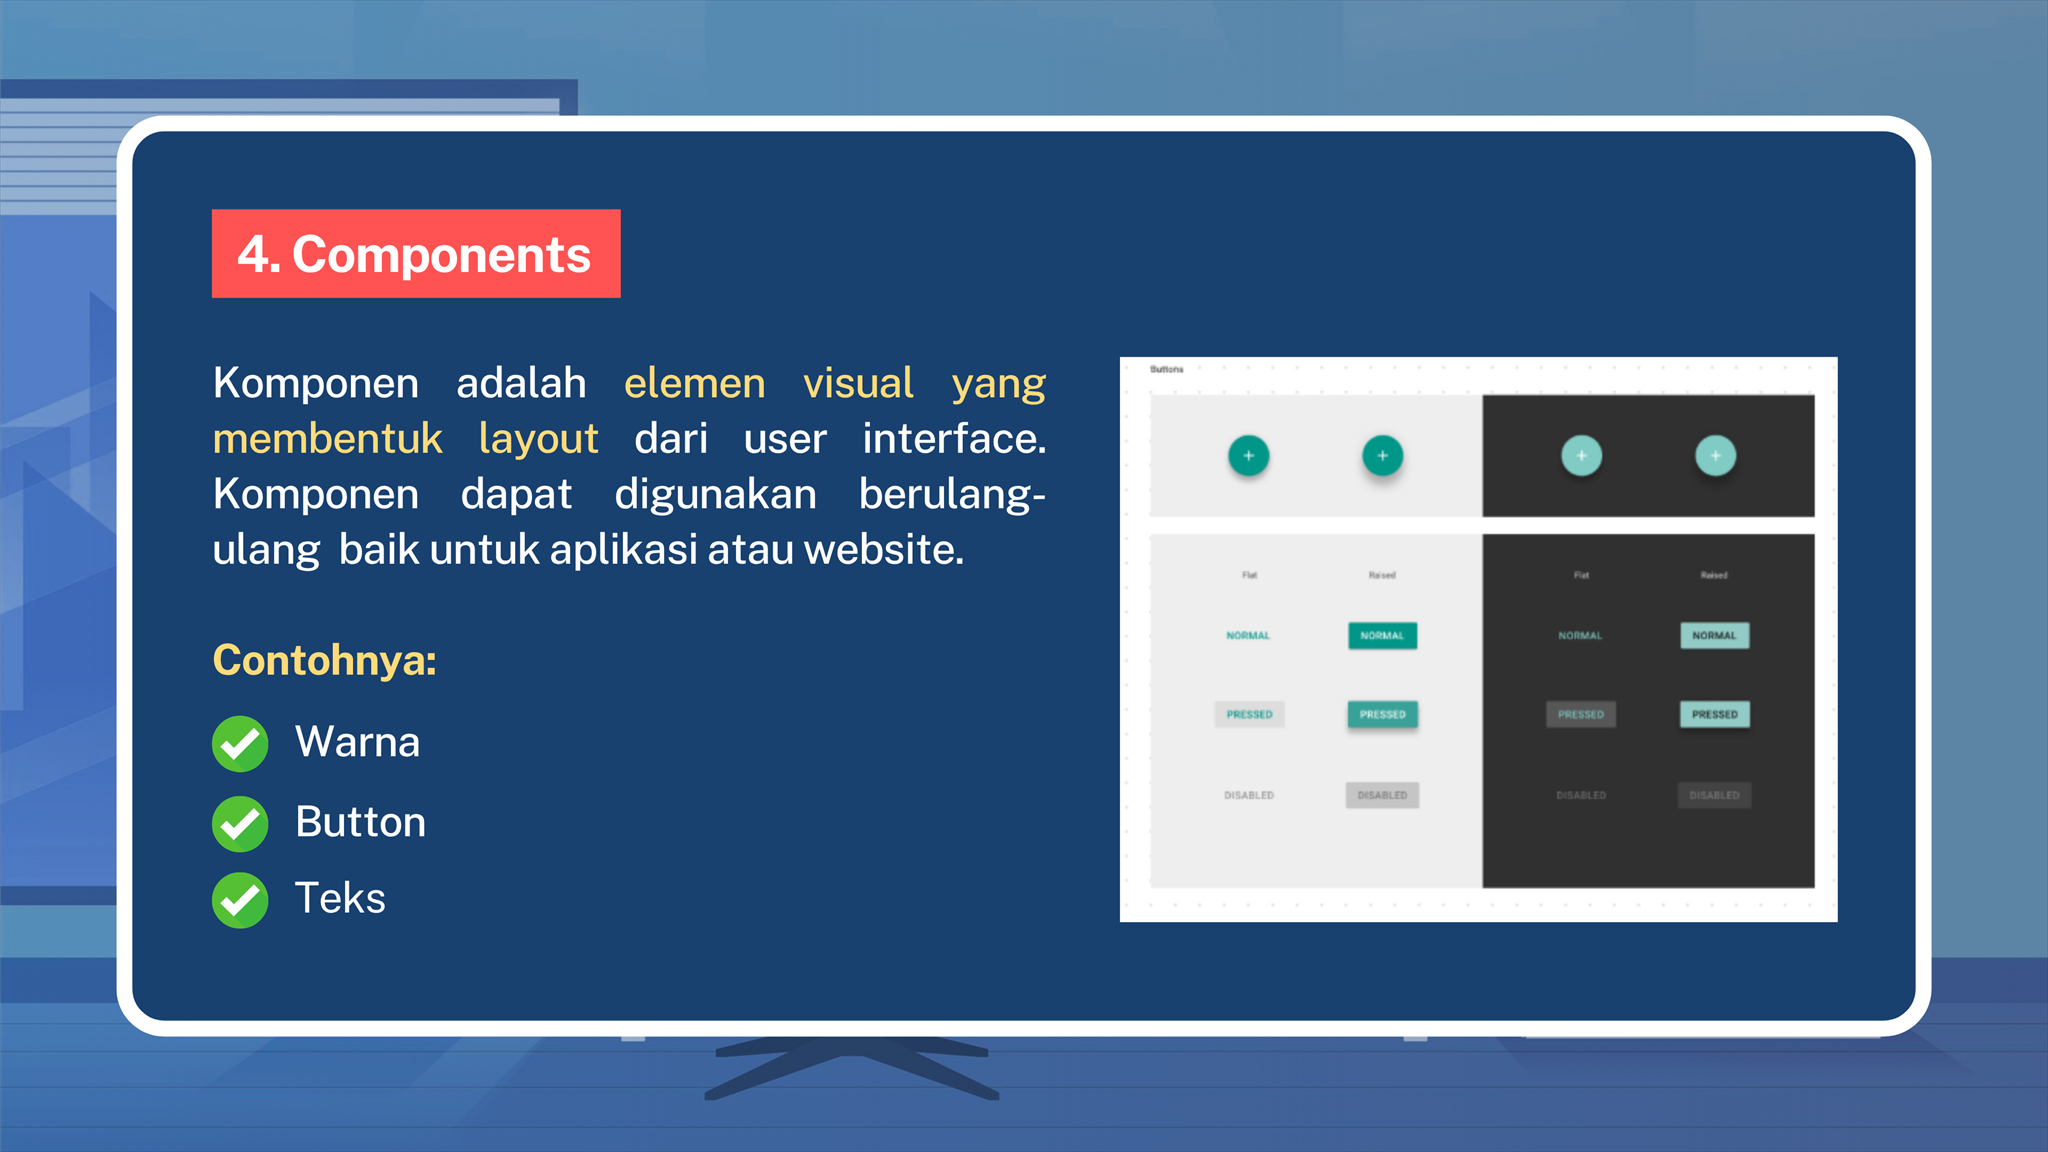 4. Components
Komponen adalah elemen visual yang
membentuk layout dari user interface.
Komponen dapat digunakan berulang-
ulang baik untuk aplikasi atau website.
Contohnya:
Warna
Button
Teks
Buttons
+ + + +
Flat Raised Flat Raised
NORMAL NORMAL NORMAL NORMAL
PRESSED PRESSED PRESSED PRESSED
DISABLED DISABLED DISABLED DISABLED